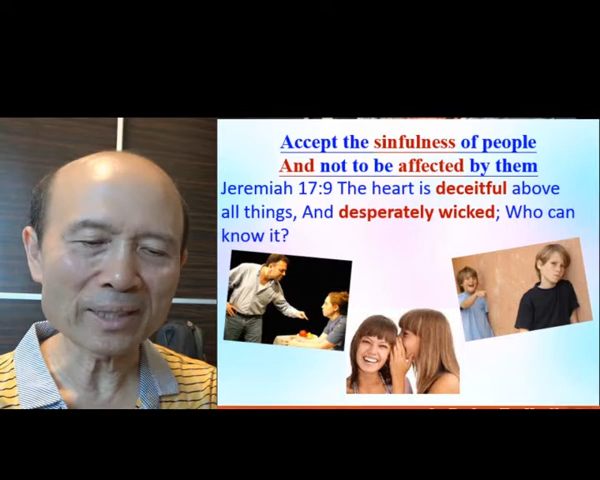 Accept the sinfulness of people
And not to be affected by them
Jeremiah 17:9 The heart is deceitful above
all things, And desperately wicked; Who can
know it?